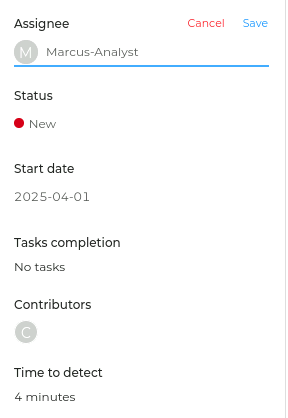 Assignee Cancel Save
M Marcus-Analyst
Status
New
Start date
2025-04-01
Tasks completion
No tasks
Contributors
C
Time to detect
4 minutes